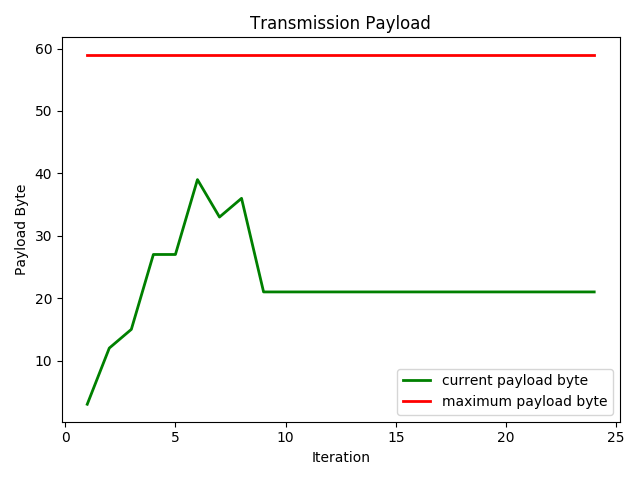 Transmission Payload
60
50
40
30
20
10
Payload Byte
0
5
10
15
20
25
Iteration
current payload byte
maximum payload byte